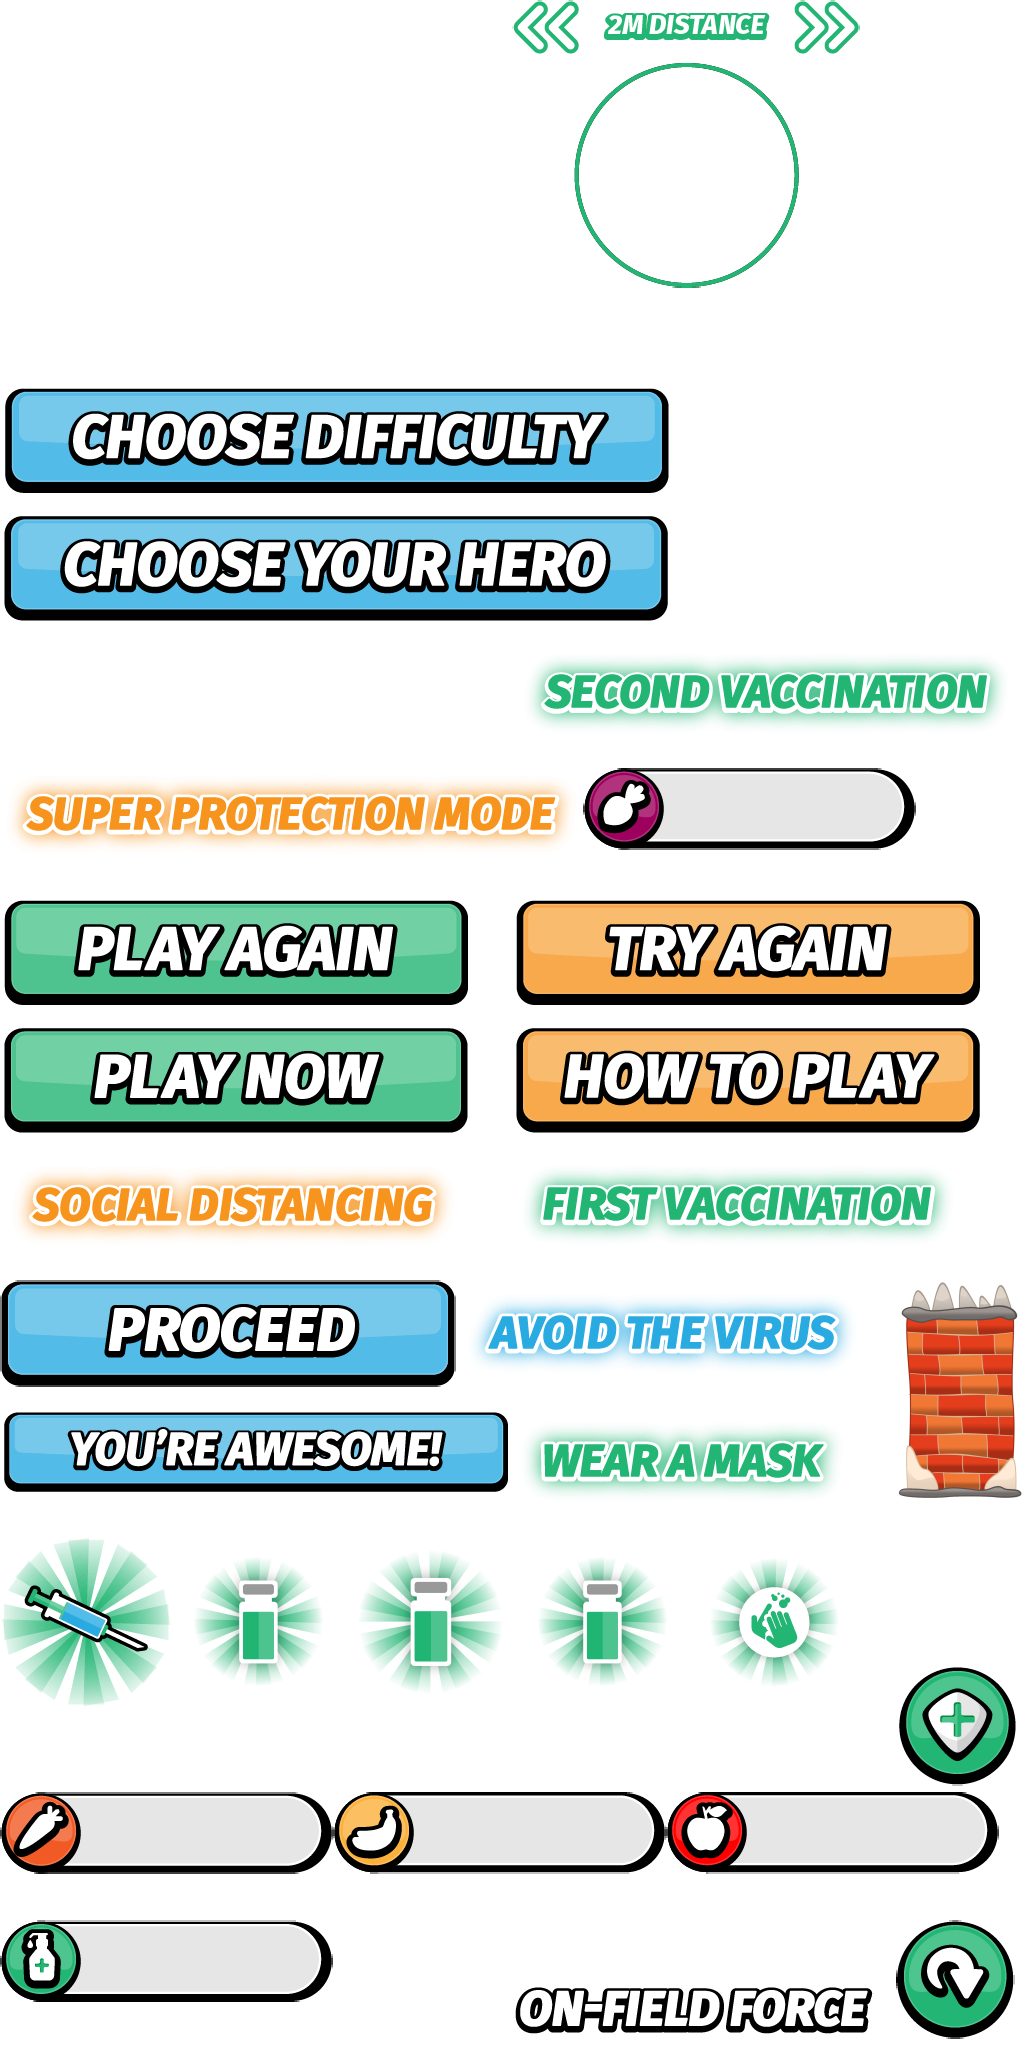 2M DISTANCE
CHOOSE DIFFICULTY
CHOOSE YOUR HERO
SECOND VACCINATION
SUPER PROTECTION MODE
PLAY AGAIN
TRY AGAIN
PLAY NOW
HOW TO PLAY
SOCIAL DISTANCING
FIRST VACCINATION
PROCEED
AVOID THE VIRUS
YOU'RE AWESOME!
WEAR A MASK
ON-FIELD FORCE